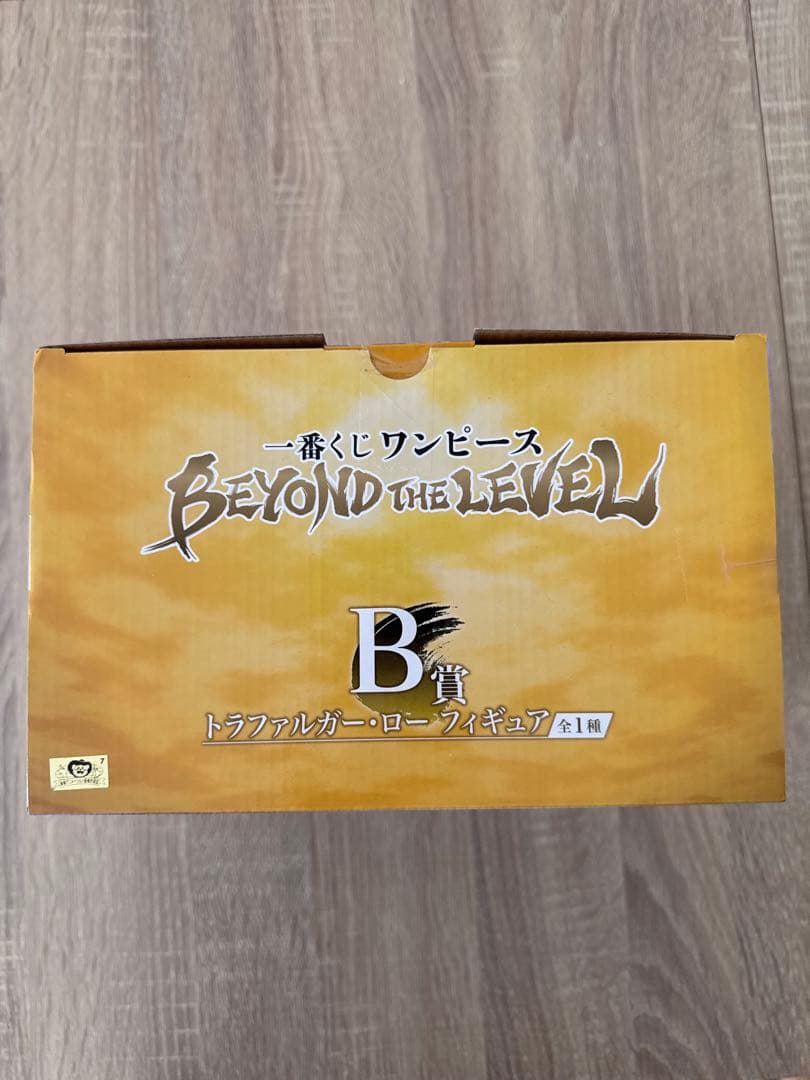 一番くじ ワンピース
BEYOND THE LEVEL
B賞
トラファルガー・ロー フィギュア 全1種
7